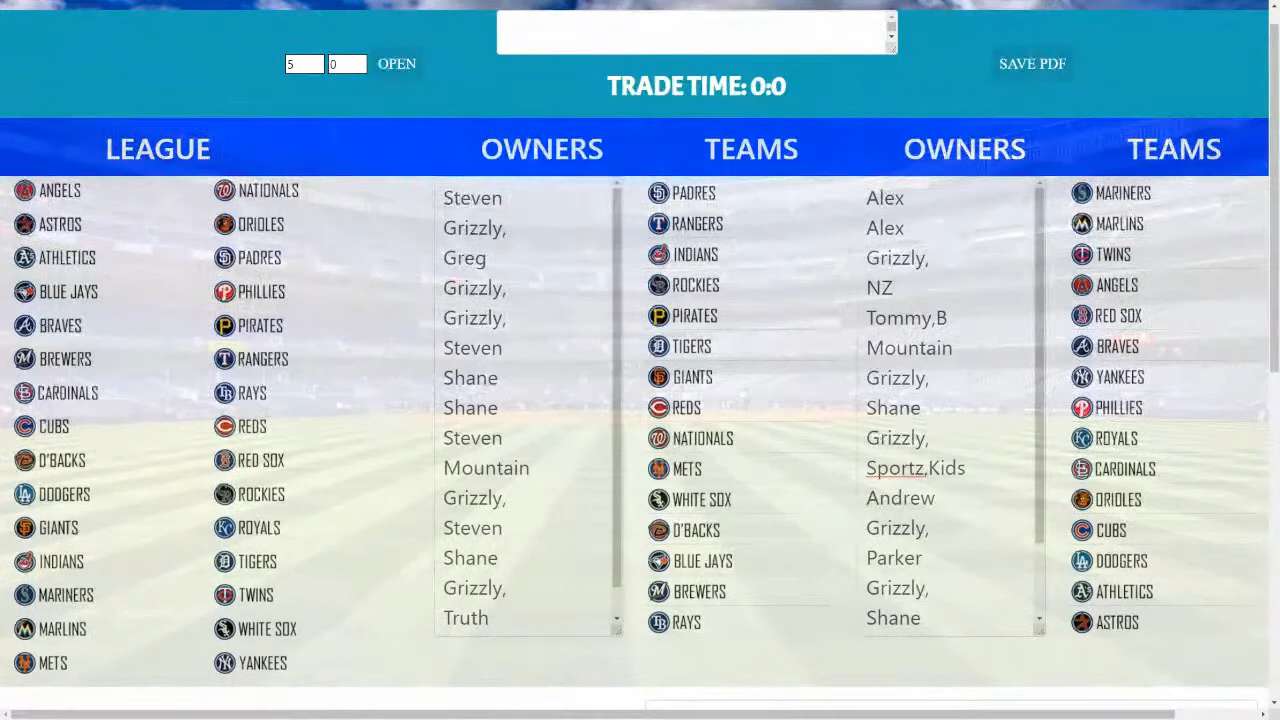 5 0 OPEN
SAVE PDF
TRADE TIME: 0:0
LEAGUE OWNERS TEAMS OWNERS TEAMS
ANGELS NATIONALS
ASTROS ORIOLES
ATHLETICS PADRES
BLUE JAYS PHILLIES
BRAVES PIRATES
BREWERS RANGERS
CARDINALS RAYS
CUBS REDS
D'BACKS RED SOX
DODGERS ROCKIES
GIANTS ROYALS
INDIANS TIGERS
MARINERS TWINS
MARLINS WHITE SOX
METS YANKEES
Steven PADRES Alex MARINERS
Grizzly, RANGERS Alex MARLINS
Greg INDIANS Grizzly, TWINS
Grizzly, ROCKIES NZ ANGELS
Grizzly, PIRATES Tommy,B RED SOX
Steven TIGERS Mountain BRAVES
Shane GIANTS Grizzly, YANKEES
Shane REDS Shane PHILLIES
Steven NATIONALS Grizzly, ROYALS
Mountain METS Sportz,Kids CARDINALS
Grizzly, WHITE SOX Andrew ORIOLES
Steven D'BACKS Grizzly, CUBS
Shane BLUE JAYS Parker DODGERS
Grizzly, BREWERS Grizzly, ATHLETICS
Truth RAYS Shane ASTROS